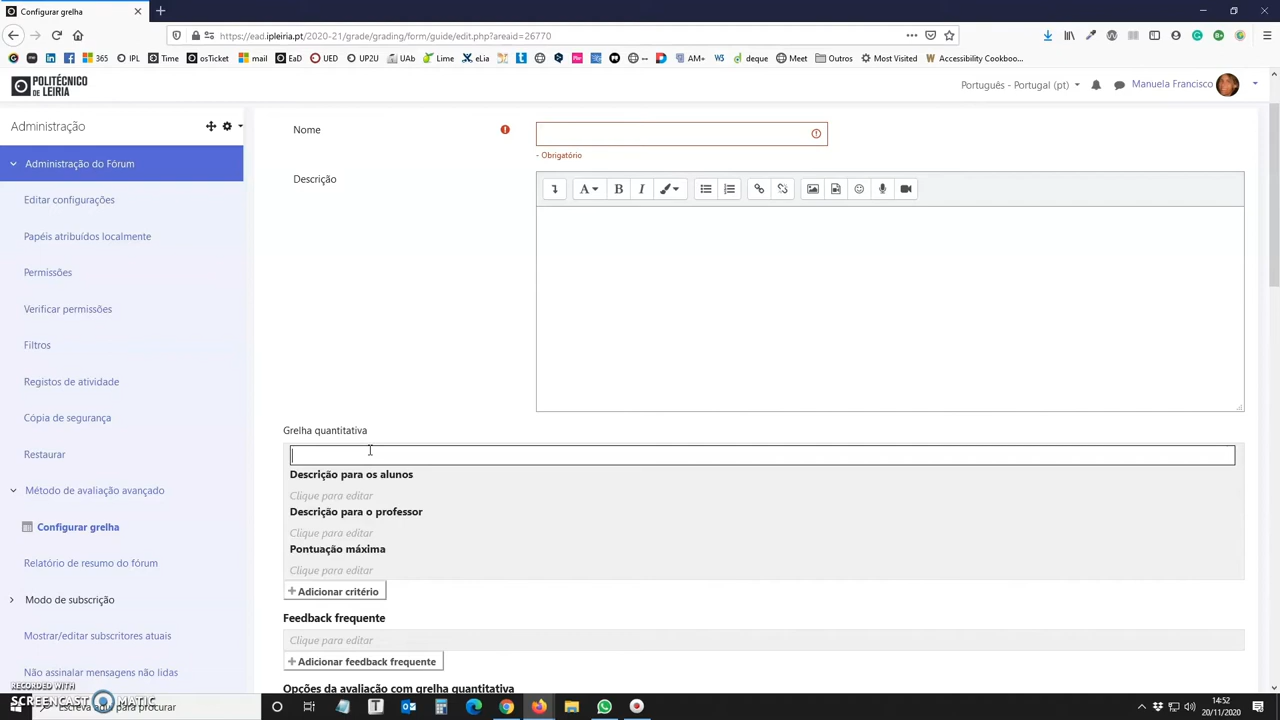 Configurar grelha
https://ead.ipleiria.pt/2020-21/grade/grading/form/guide/edit.php?areaid=26770
365 IPL Time osTicket mail EaD UED UP2U UAb Lime eLia AM+ deque Meet Outros Most Visited Accessibility Cookboo...
POLITÉCNICO
DE LEIRIA
Português - Portugal (pt)
Manuela Francisco
Administração
Administração do Fórum
Editar configurações
Papéis atribuídos localmente
Permissões
Verificar permissões
Filtros
Registos de atividade
Cópia de segurança
Restaurar
Método de avaliação avançado
Configurar grelha
Relatório de resumo do fórum
Modo de subscrição
Mostrar/editar subscritores atuais
Não assinalar mensagens não lidas
Nome
- Obrigatório
Descrição
Grelha quantitativa
Descrição para os alunos
Clique para editar
Descrição para o professor
Clique para editar
Pontuação máxima
Clique para editar
Adicionar critério
Feedback frequente
Clique para editar
Adicionar feedback frequente
Opções da avaliação com grelha quantitativa
RECORDED WITH
SCREENCAST MATIC
para procurar
14:52
20/11/2020